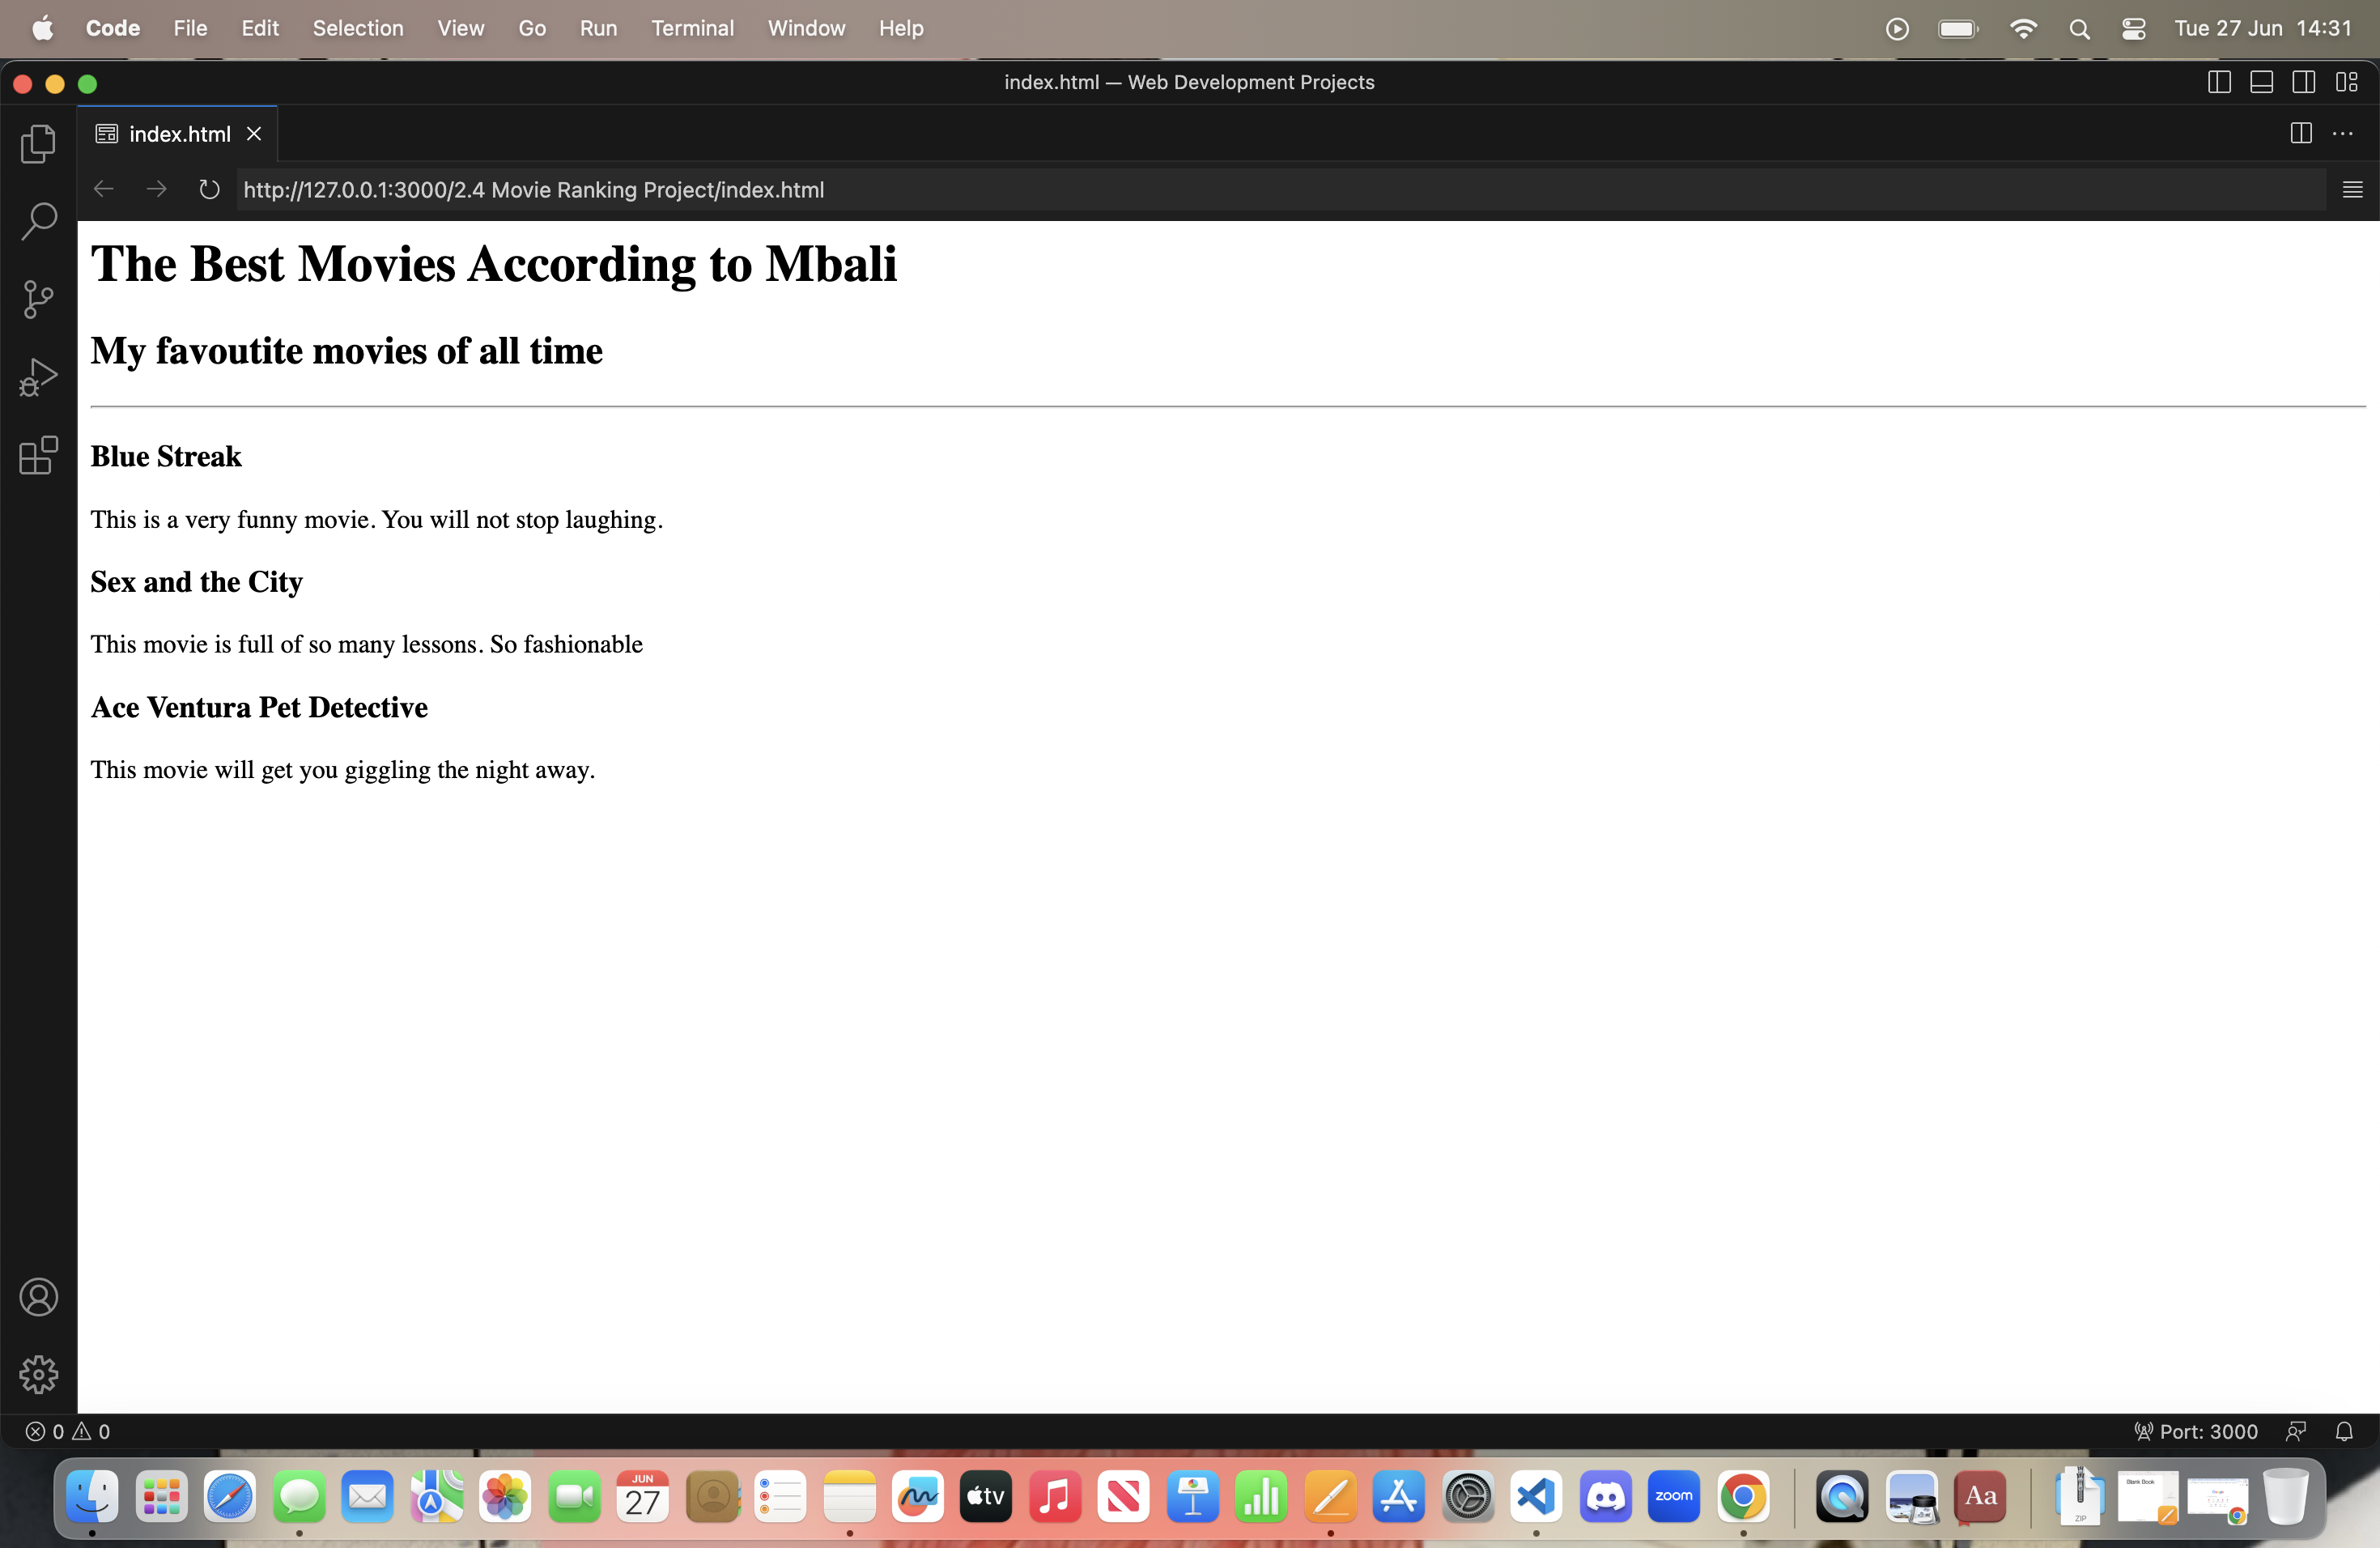 Code File Edit Selection View Go Run Terminal Window Help Tue 27 Jun 14:31
index.html — Web Development Projects
index.html
http://127.0.0.1:3000/2.4 Movie Ranking Project/index.html
The Best Movies According to Mbali
My favoutite movies of all time
Blue Streak
This is a very funny movie. You will not stop laughing.
Sex and the City
This movie is full of so many lessons. So fashionable
Ace Ventura Pet Detective
This movie will get you giggling the night away.
0 0 Port: 3000
JUN
27
tv
zoom
Aa
ZIP
Blank Book